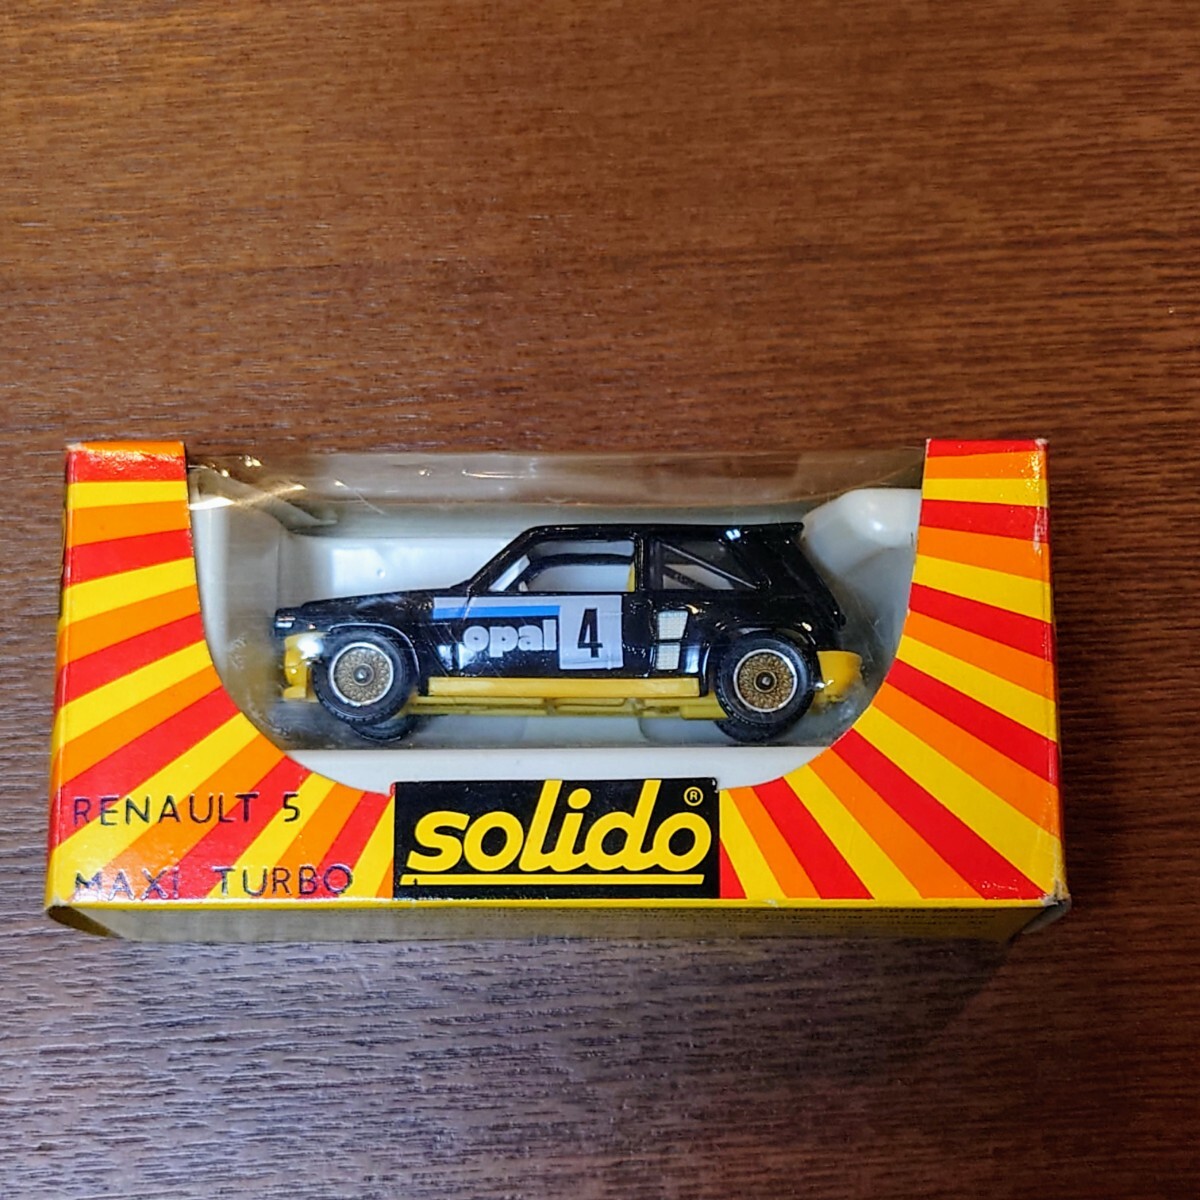 opal 4
RENAULT 5
MAXI TURBO
solido ®